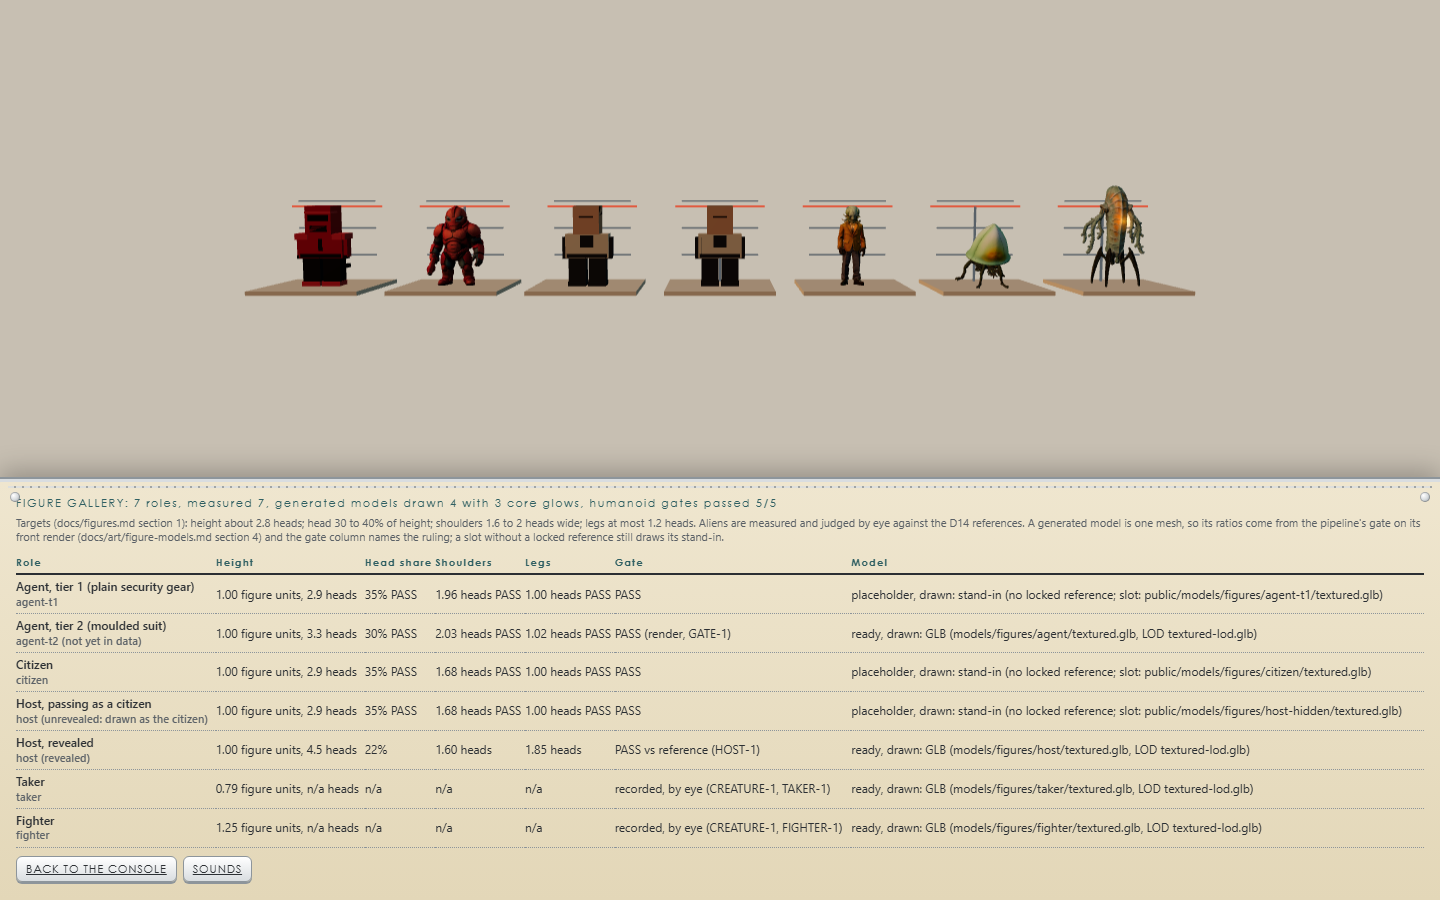 FIGURE GALLERY: 7 roles, measured 7, generated models drawn 4 with 3 core glows, humanoid gates passed 5/5
Targets (docs/figures.md section 1): height about 2.8 heads; head 30 to 40% of height; shoulders 1.6 to 2 heads wide; legs at most 1.2 heads. Aliens are measured and judged by eye against the D14 references. A generated model is one mesh, so its ratios come from the pipeline's gate on its
front render (docs/art/figure-models.md section 4) and the gate column names the ruling; a slot without a locked reference still draws its stand-in.
Role Height Head share Shoulders Legs Gate Model
Agent, tier 1 (plain security gear)
agent-t1
1.00 figure units, 2.9 heads 35% PASS 1.96 heads PASS 1.00 heads PASS PASS placeholder, drawn: stand-in (no locked reference; slot: public/models/figures/agent-t1/textured.glb)
Agent, tier 2 (moulded suit)
agent-t2 (not yet in data)
1.00 figure units, 3.3 heads 30% PASS 2.03 heads PASS 1.02 heads PASS PASS (render, GATE-1) ready, drawn: GLB (models/figures/agent/textured.glb, LOD textured-lod.glb)
Citizen
citizen
1.00 figure units, 2.9 heads 35% PASS 1.68 heads PASS 1.00 heads PASS PASS placeholder, drawn: stand-in (no locked reference; slot: public/models/figures/citizen/textured.glb)
Host, passing as a citizen
host (unrevealed: drawn as the citizen)
1.00 figure units, 2.9 heads 35% PASS 1.68 heads PASS 1.00 heads PASS PASS placeholder, drawn: stand-in (no locked reference; slot: public/models/figures/host-hidden/textured.glb)
Host, revealed
host (revealed)
1.00 figure units, 4.5 heads 22% 1.60 heads 1.85 heads PASS vs reference (HOST-1) ready, drawn: GLB (models/figures/host/textured.glb, LOD textured-lod.glb)
Taker
taker
0.79 figure units, n/a heads n/a n/a n/a recorded, by eye (CREATURE-1, TAKER-1) ready, drawn: GLB (models/figures/taker/textured.glb, LOD textured-lod.glb)
Fighter
fighter
1.25 figure units, n/a heads n/a n/a n/a recorded, by eye (CREATURE-1, FIGHTER-1) ready, drawn: GLB (models/figures/fighter/textured.glb, LOD textured-lod.glb)
BACK TO THE CONSOLE SOUNDS